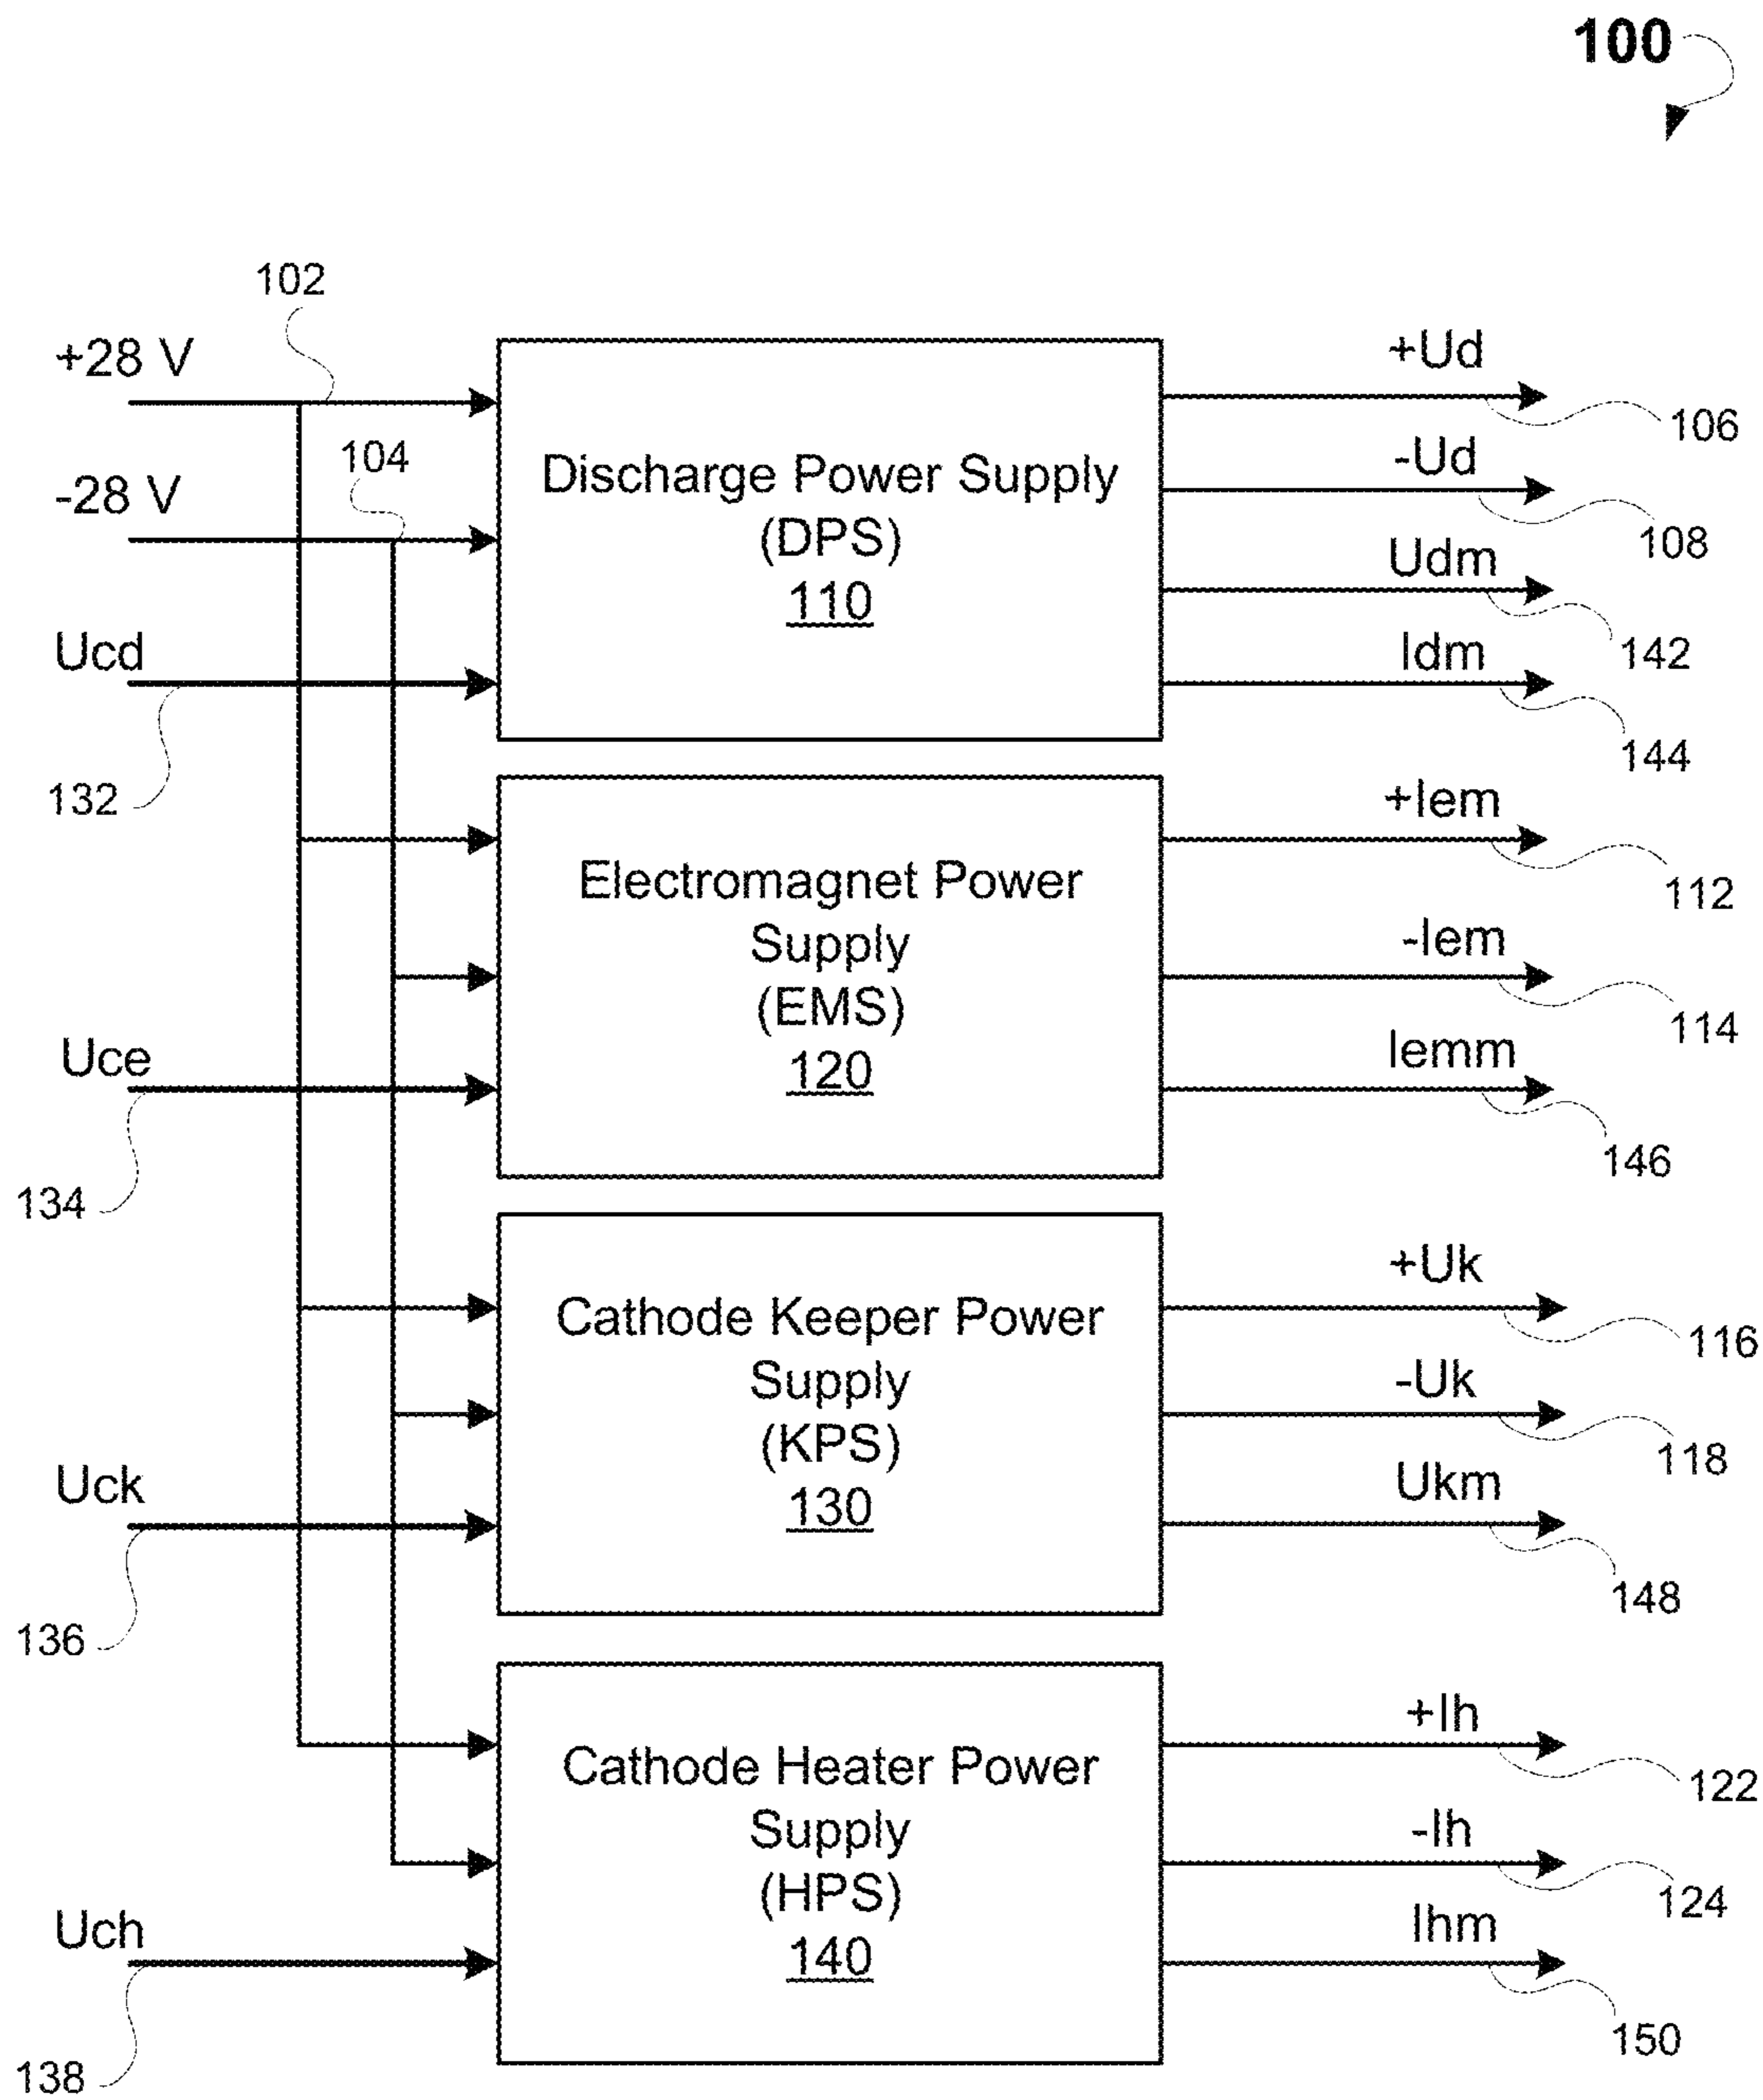 100
102
+28 V
104
-28 V
Ucd
132
Discharge Power Supply
(DPS)
110
+Ud
106
-Ud
108
Udm
142
Idm
144
Uce
134
Electromagnet Power
Supply
(EMS)
120
+Iem
112
-Iem
114
Iemm
146
Uck
136
Cathode Keeper Power
Supply
(KPS)
130
+Uk
116
-Uk
118
Ukm
148
Uch
138
Cathode Heater Power
Supply
(HPS)
140
+Ih
122
-Ih
124
Ihm
150